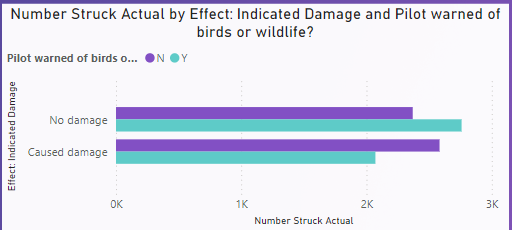 Number Struck Actual by Effect: Indicated Damage and Pilot warned of
birds or wildlife?
Pilot warned of birds o... N Y
Effect: Indicated Damage
No damage
Caused damage
0K 1K 2K 3K
Number Struck Actual